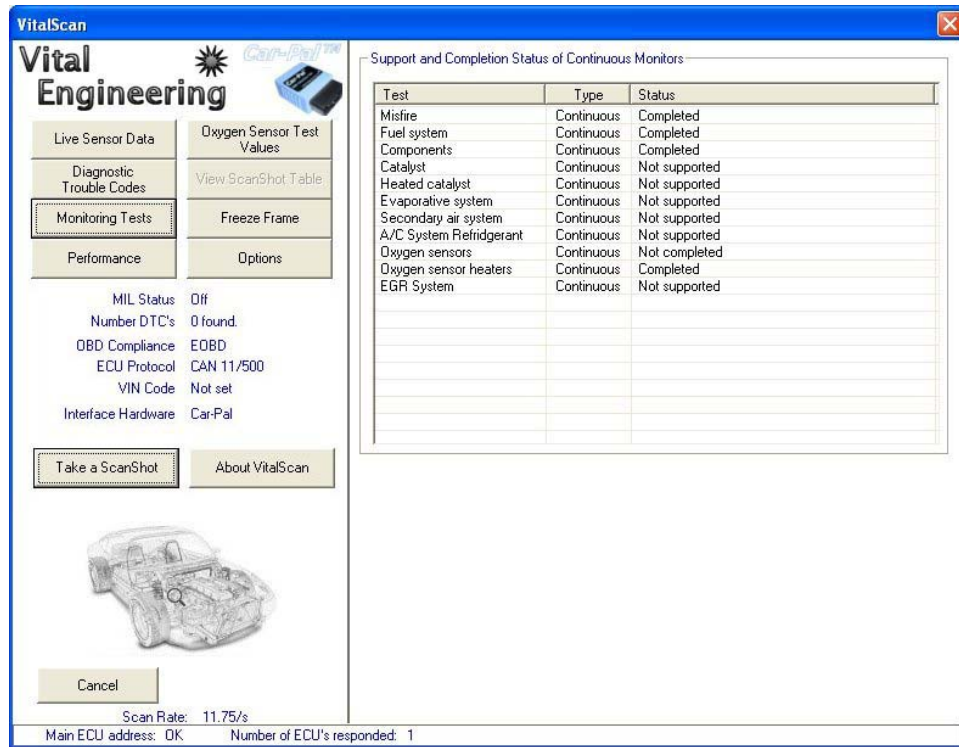 VitalScan
Vital
Engineering
Car-Pal™
Live Sensor Data
Oxygen Sensor Test
Values
Diagnostic
Trouble Codes
View ScanShot Table
Monitoring Tests
Freeze Frame
Performance
Options
MIL Status Off
Number DTC's 0 found.
OBD Compliance EOBD
ECU Protocol CAN 11/500
VIN Code Not set
Interface Hardware Car-Pal
Take a ScanShot
About VitalScan
Cancel
Scan Rate: 11.75/s
Support and Completion Status of Continuous Monitors
Test Type Status
Misfire Continuous Completed
Fuel system Continuous Completed
Components Continuous Completed
Catalyst Continuous Not supported
Heated catalyst Continuous Not supported
Evaporative system Continuous Not supported
Secondary air system Continuous Not supported
A/C System Refridgerant Continuous Not supported
Oxygen sensors Continuous Not completed
Oxygen sensor heaters Continuous Completed
EGR System Continuous Not supported
Main ECU address: OK Number of ECU's responded: 1